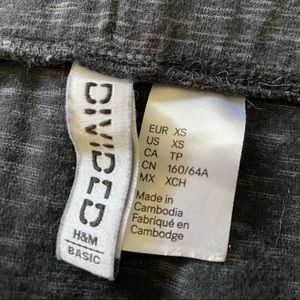 DIVIDED
H&M
BASIC
EUR XS
US XS
CA TP
CN 160/64A
MX XCH
Made in
Cambodia
Fabriqué en
Cambodge